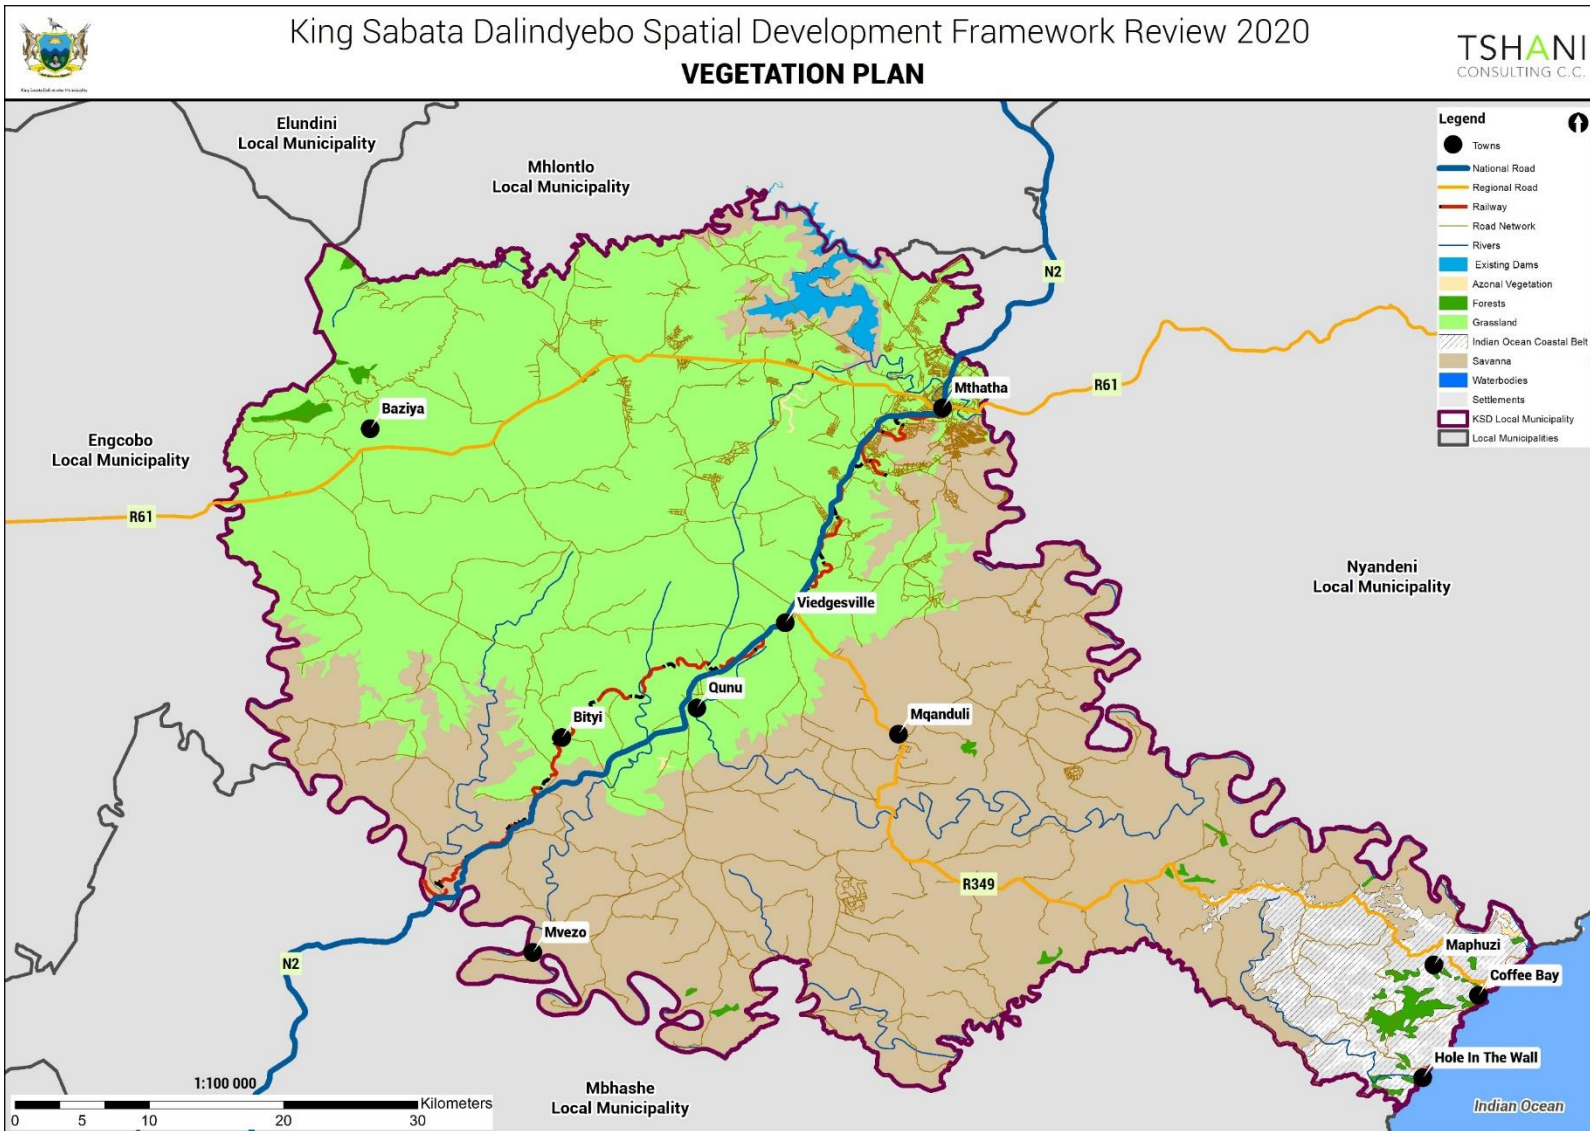 King Sabata Dalindyebo Spatial Development Framework Review 2020
VEGETATION PLAN
King Sabata Dalindyebo Municipality
TSHANI
CONSULTING C.C.
Elundini
Local Municipality
Mhlontlo
Local Municipality
N2
Legend
Towns
National Road
Regional Road
Railway
Road Network
Rivers
Existing Dams
Azonal Vegetation
Forests
Grassland
Indian Ocean Coastal Belt
Savanna
Waterbodies
Settlements
KSD Local Municipality
Local Municipalities
Mthatha
R61
Baziya
Engcobo
Local Municipality
R61
Nyandeni
Local Municipality
Viedgesville
Qunu
Bityi
Mqanduli
R349
Mvezo
Maphuzi
N2
Coffee Bay
Hole In The Wall
1:100 000
Kilometers
0 5 10 20 30
Mbhashe
Local Municipality
Indian Ocean